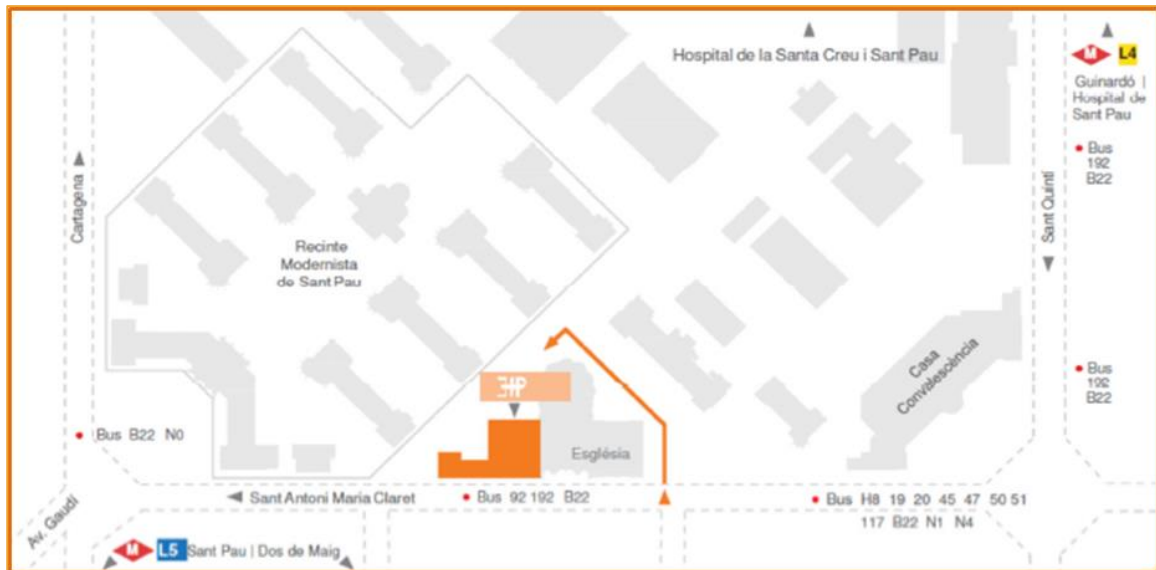 Hospital de la Santa Creu i Sant Pau
M L4
Guinardó |
Hospital de
Sant Pau
Bus
192
B22
Cartagena
Sant Quintí
Recinte
Modernista
de Sant Pau
Casa
Convalescència
Bus
192
B22
Bus B22 N0
Església
Sant Antoni Maria Claret
Bus 92 192 B22
Bus H8 19 20 45 47 50 51
117 B22 N1 N4
Av. Gaudí
M L5 Sant Pau | Dos de Maig